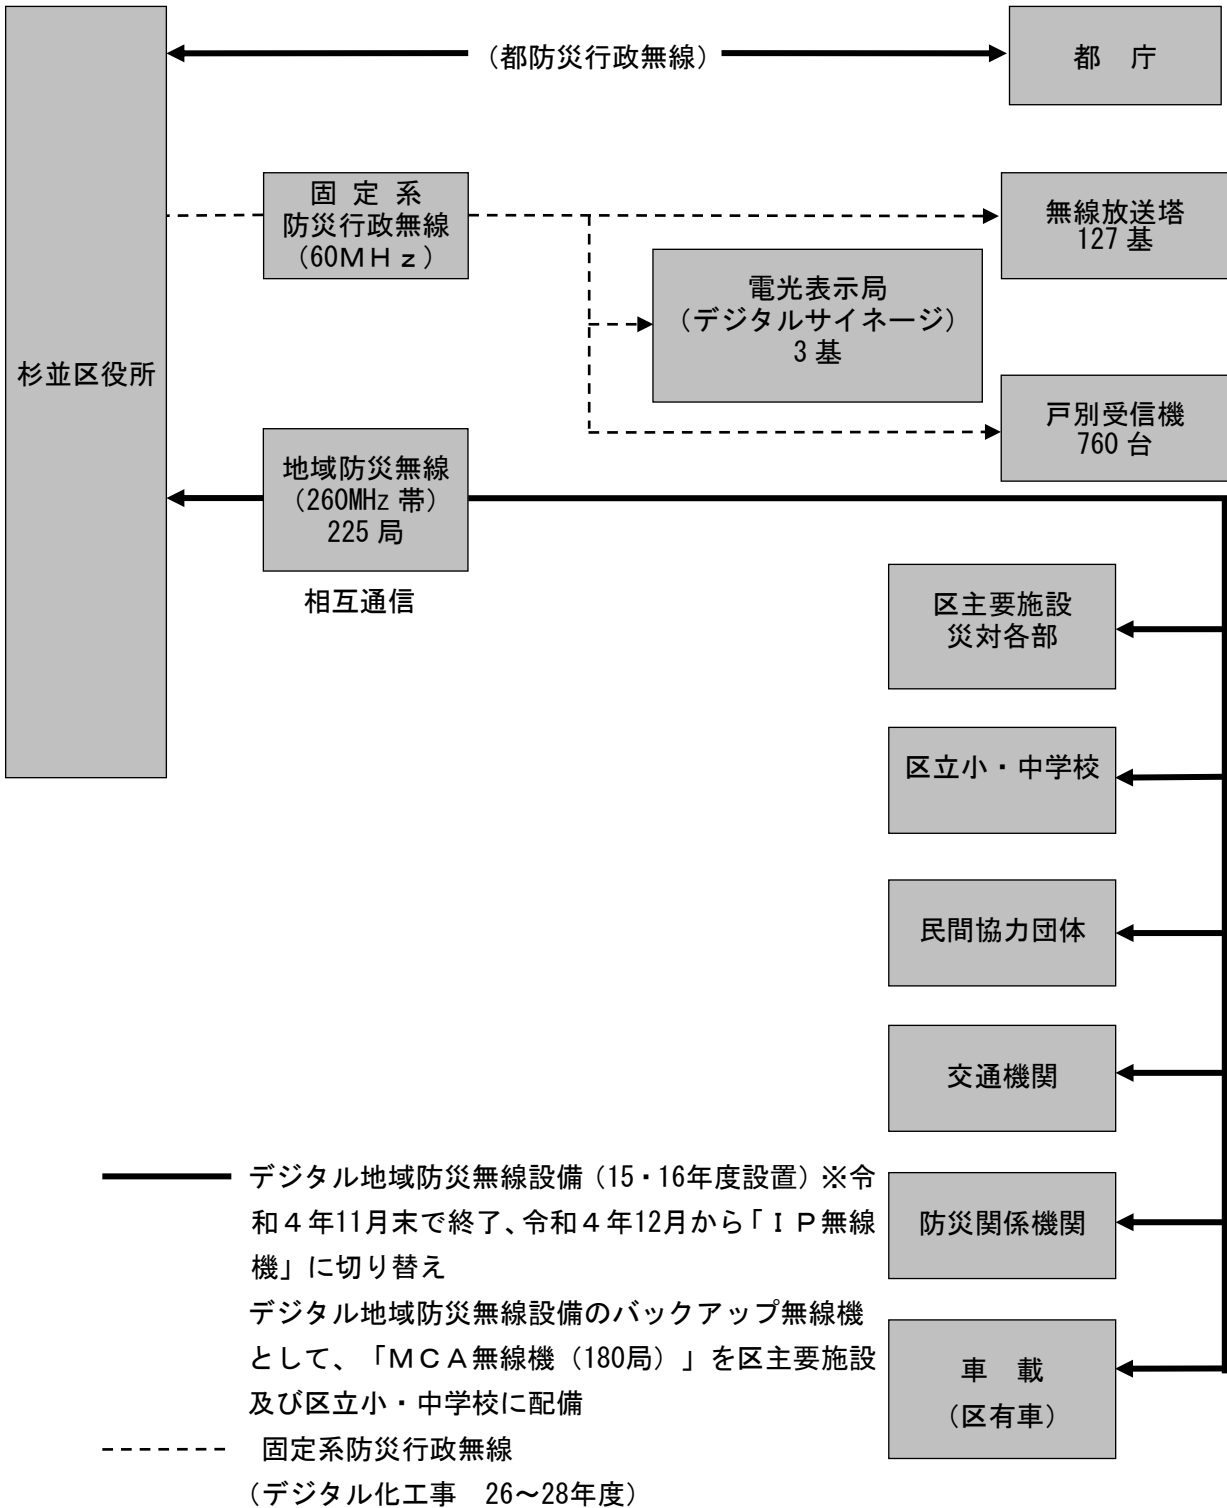 （都防災行政無線）
都　庁
固 定 系
防災行政無線
（60ＭＨｚ）
無線放送塔
127 基
電光表示局
（デジタルサイネージ）
3 基
杉並区役所
戸別受信機
760 台
地域防災無線
（260MHz 帯）
225 局
相互通信
区主要施設
災対各部
区立小・中学校
民間協力団体
交通機関
防災関係機関
車　載
（区有車）
デジタル地域防災無線設備（15・16年度設置）※令
和４年11月末で終了、令和４年12月から「ＩＰ無線
機」に切り替え
デジタル地域防災無線設備のバックアップ無線機
として、「ＭＣＡ無線機（180局）」を区主要施設
及び区立小・中学校に配備
固定系防災行政無線
（デジタル化工事　26～28年度）